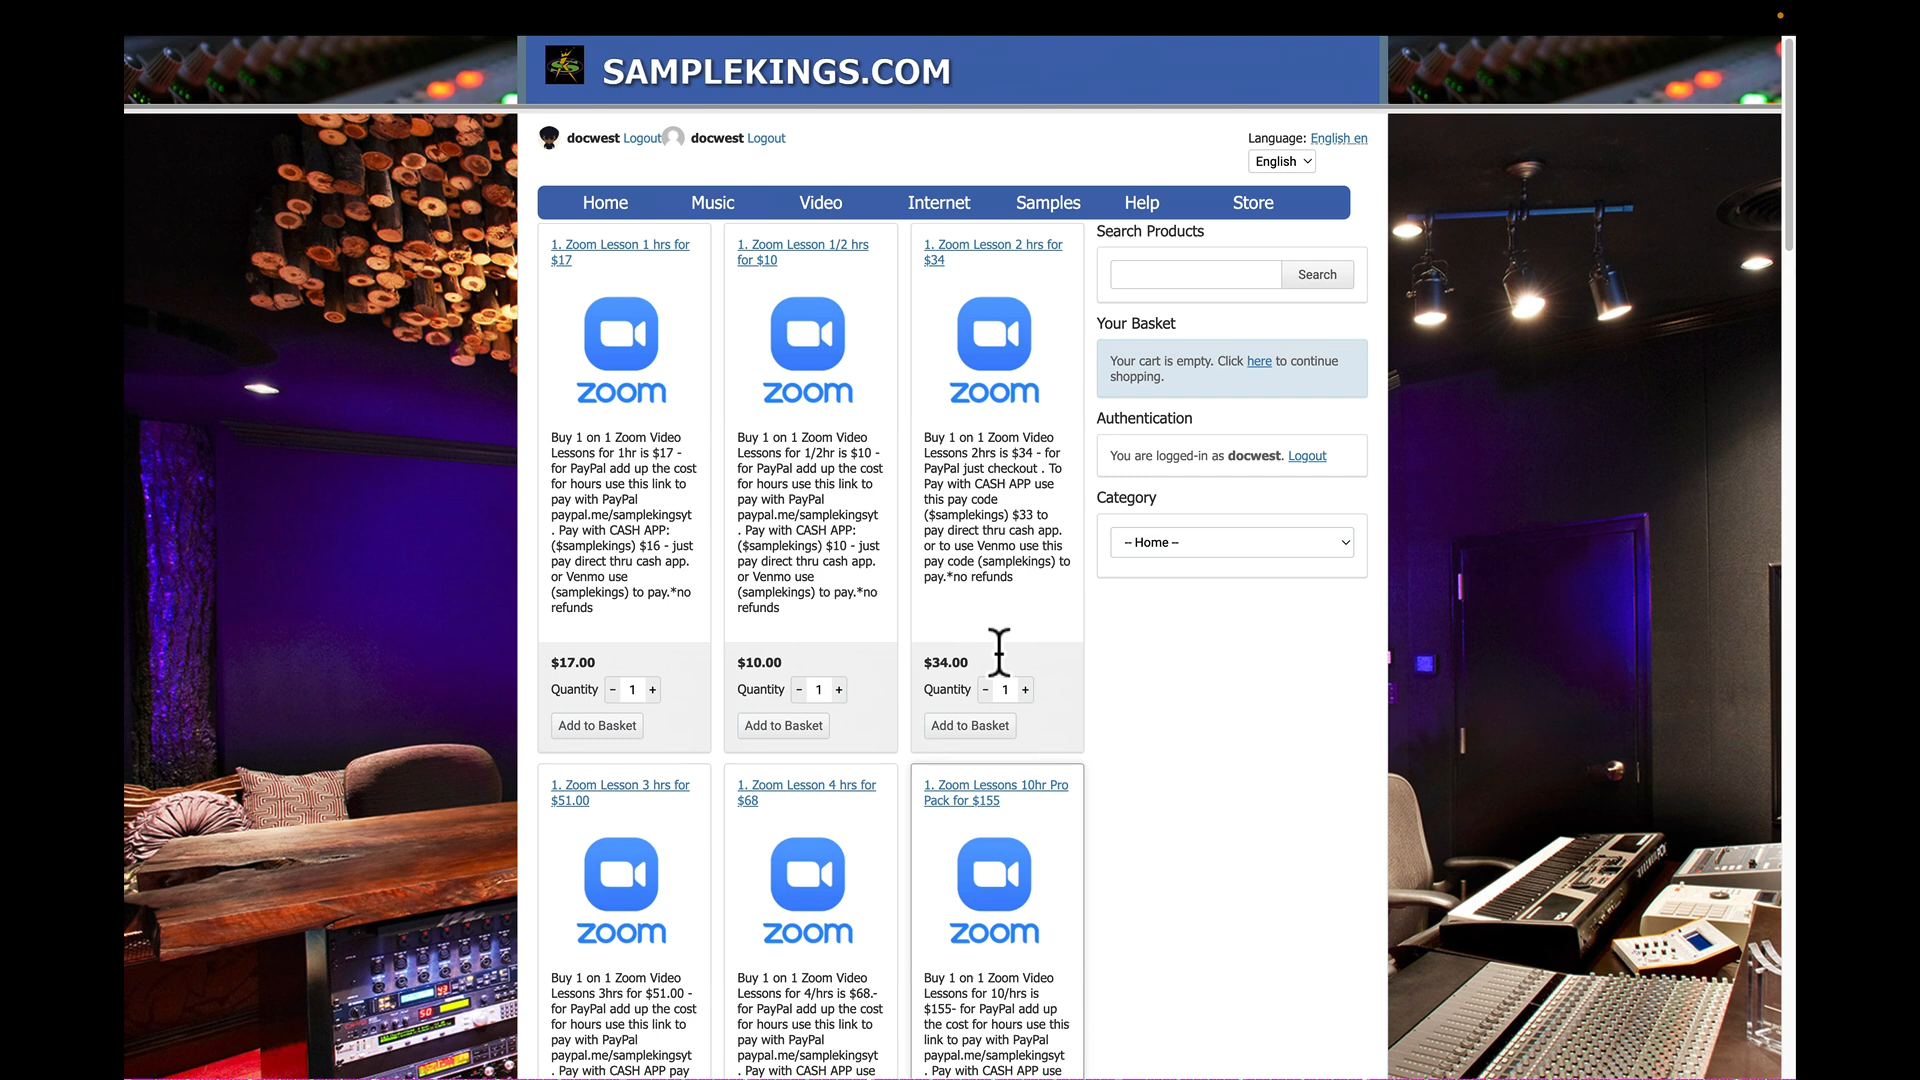 SAMPLEKINGS.COM
docwest Logout
docwest Logout
Language: English en
English
Home
Music
Video
Internet
Samples
Help
Store
1. Zoom Lesson 1 hrs for
$17
zoom
Buy 1 on 1 Zoom Video
Lessons for 1hr is $17 -
for PayPal add up the cost
for hours use this link to
pay with PayPal
paypal.me/samplekingsyt
. Pay with CASH APP:
($samplekings) $16 - just
pay direct thru cash app.
or Venmo use
(samplekings) to pay.*no
refunds
$17.00
Quantity - 1 +
Add to Basket
1. Zoom Lesson 1/2 hrs
for $10
zoom
Buy 1 on 1 Zoom Video
Lessons for 1/2hr is $10 -
for PayPal add up the cost
for hours use this link to
pay with PayPal
paypal.me/samplekingsyt
. Pay with CASH APP:
($samplekings) $10 - just
pay direct thru cash app.
or Venmo use
(samplekings) to pay.*no
refunds
$10.00
Quantity - 1 +
Add to Basket
1. Zoom Lesson 2 hrs for
$34
zoom
Buy 1 on 1 Zoom Video
Lessons 2hrs is $34 - for
PayPal just checkout . To
Pay with CASH APP use
this pay code
($samplekings) $33 to
pay direct thru cash app.
or to use Venmo use this
pay code (samplekings) to
pay.*no refunds
$34.00
Quantity - 1 +
Add to Basket
Search Products
Search
Your Basket
Your cart is empty. Click here to continue
shopping.
Authentication
You are logged-in as docwest. Logout
Category
-- Home --
1. Zoom Lesson 3 hrs for
$51.00
zoom
Buy 1 on 1 Zoom Video
Lessons 3hrs for $51.00 -
for PayPal add up the cost
for hours use this link to
pay with PayPal
paypal.me/samplekingsyt
. Pay with CASH APP pay
1. Zoom Lesson 4 hrs for
$68
zoom
Buy 1 on 1 Zoom Video
Lessons for 4/hrs is $68.-
for PayPal add up the cost
for hours use this link to
pay with PayPal
paypal.me/samplekingsyt
. Pay with CASH APP use
1. Zoom Lessons 10hr Pro
Pack for $155
zoom
Buy 1 on 1 Zoom Video
Lessons for 10/hrs is
$155- for PayPal add up
the cost for hours use this
link to pay with PayPal
paypal.me/samplekingsyt
. Pay with CASH APP use